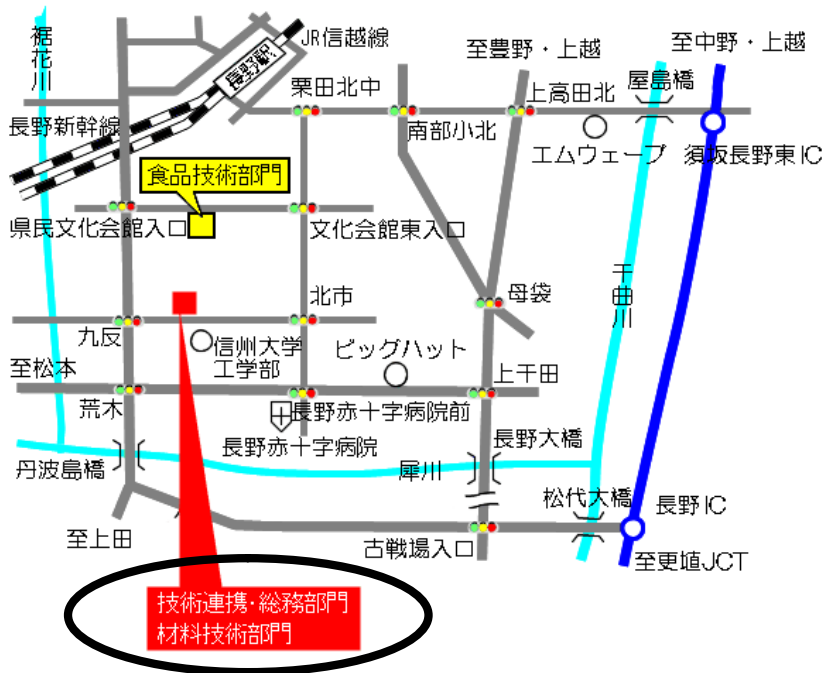 裾花川
JR信越線
長野駅
至豊野・上越
至中野・上越
栗田北中
上高田北
屋島橋
長野新幹線
南部小北
エムウェーブ
須坂長野東IC
食品技術部門
県民文化会館入口
文化会館東入口
千曲川
北市
母袋
九反
信州大学
工学部
ビッグハット
至松本
上千田
荒木
長野赤十字病院前
長野赤十字病院
長野大橋
丹波島橋
犀川
松代大橋
長野IC
至上田
古戦場入口
至更埴JCT
技術連携・総務部門
材料技術部門